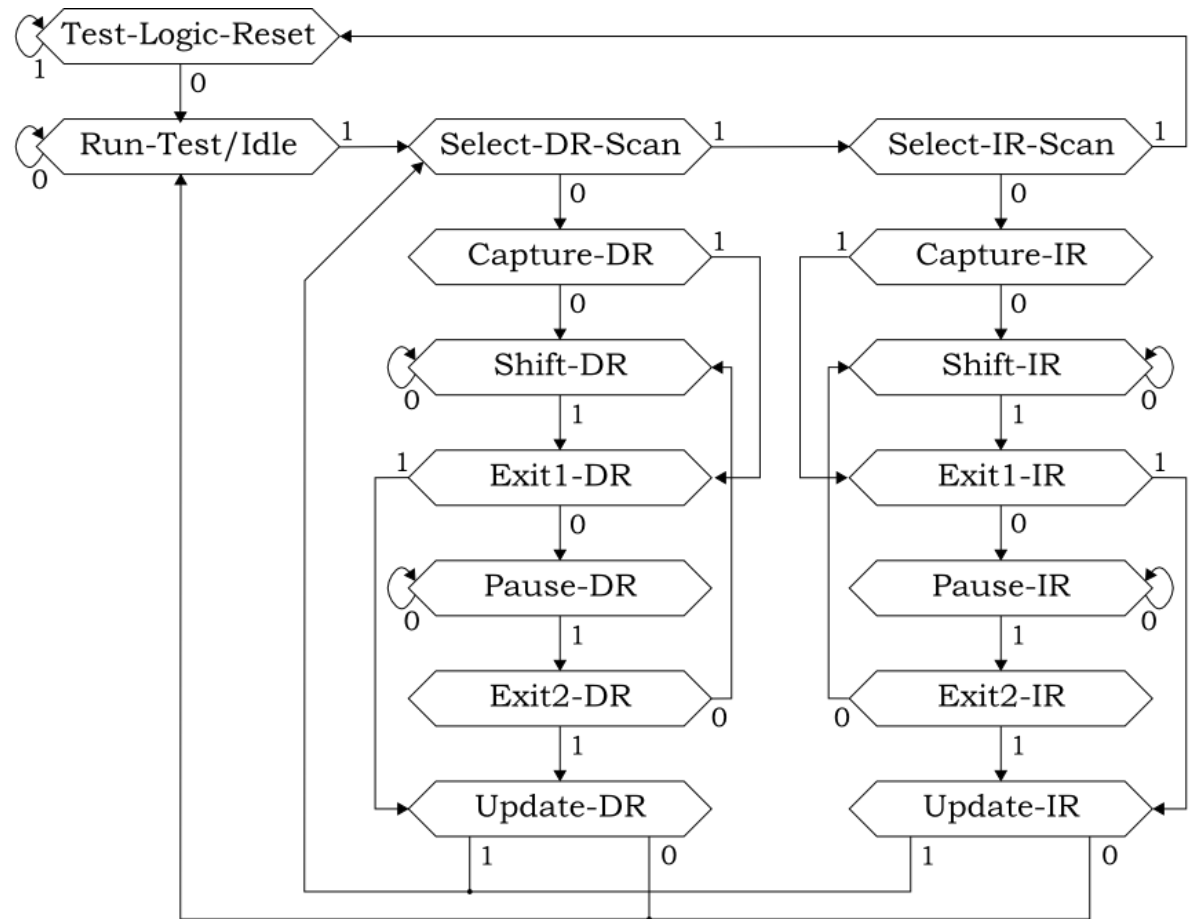 Test-Logic-Reset
1
0
Run-Test/Idle
1
0
Select-DR-Scan
1
0
Select-IR-Scan
1
0
Capture-DR
1
0
1
Capture-IR
0
Shift-DR
0
1
Shift-IR
0
1
1
Exit1-DR
0
Exit1-IR
1
0
Pause-DR
0
1
Pause-IR
0
1
Exit2-DR
0
1
Exit2-IR
0
1
Update-DR
1
0
Update-IR
1
0